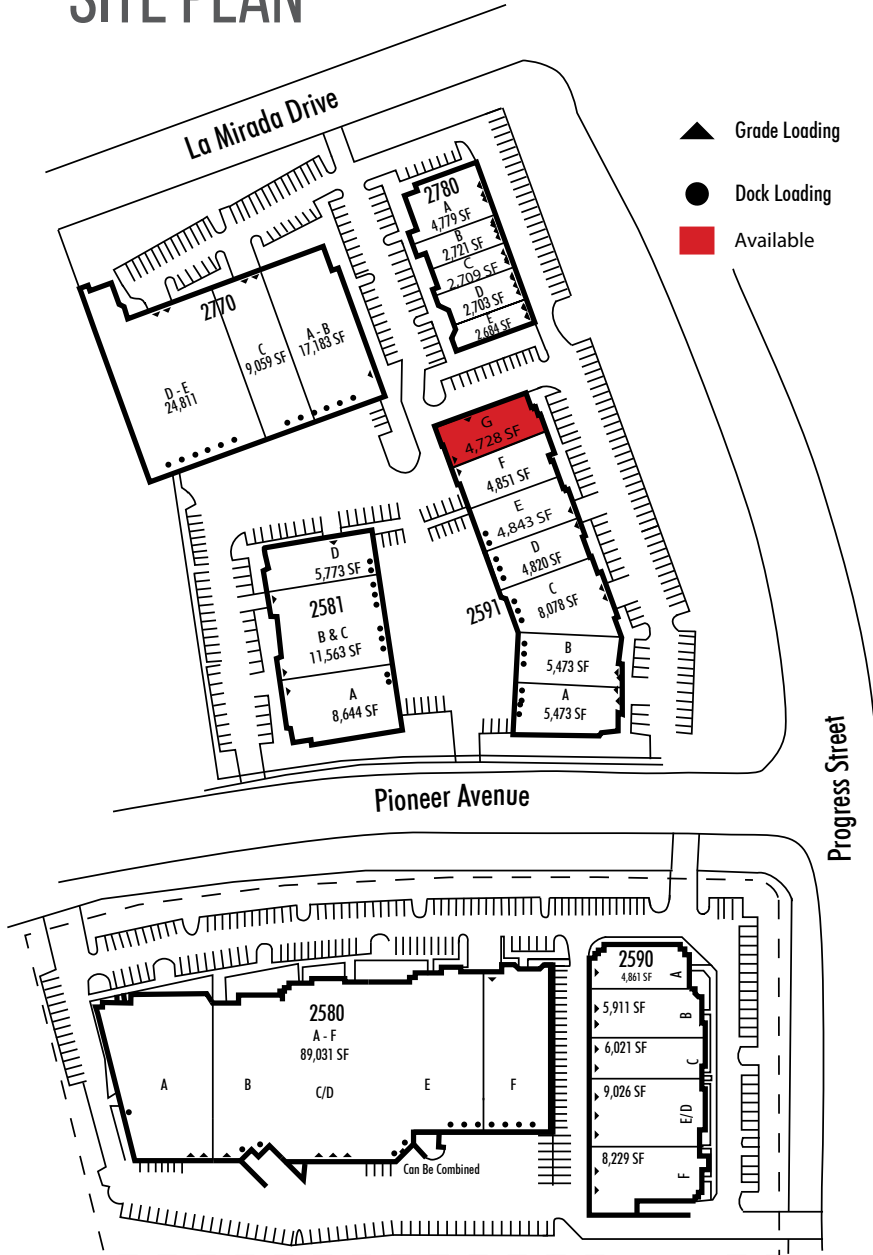 SITE PLAN
La Mirada Drive
Grade Loading
Dock Loading
Available
2780
A
4,779 SF
B
2,721 SF
C
2,709 SF
D
2,703 SF
E
2,684 SF
2770
D - E
24,811
C
9,059 SF
A - B
17,183 SF
G
4,728 SF
F
4,851 SF
E
4,843 SF
D
4,820 SF
C
8,078 SF
2591
B
5,473 SF
A
5,473 SF
D
5,773 SF
2581
B & C
11,563 SF
A
8,644 SF
Pioneer Avenue
Progress Street
2580
A - F
89,031 SF
A
B
C/D
E
F
Can Be Combined
2590
4,861 SF
A
5,911 SF
B
6,021 SF
C
9,026 SF
E/D
8,229 SF
F